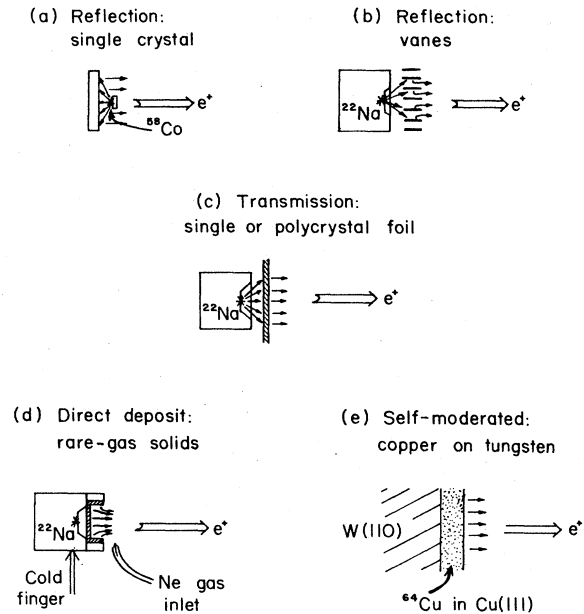 (a) Reflection:
single crystal
⁵⁸Co
e⁺
(b) Reflection:
vanes
²²Na
e⁺
(c) Transmission:
single or polycrystal foil
²²Na
e⁺
(d) Direct deposit:
rare-gas solids
²²Na
e⁺
Cold
finger
Ne gas
inlet
(e) Self-moderated:
copper on tungsten
W(110)
e⁺
⁶⁴Cu in Cu(111)